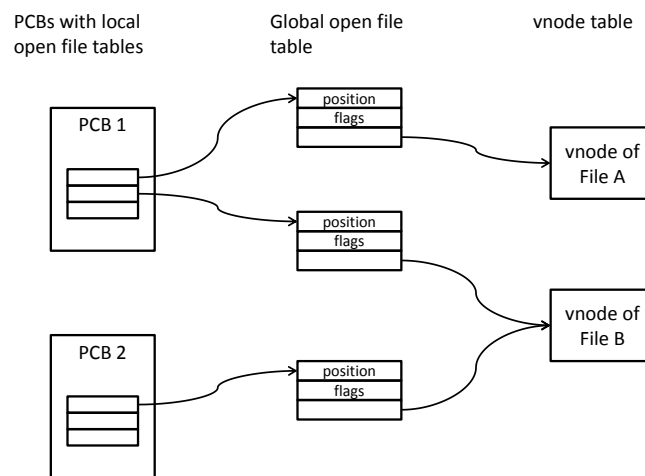 PCBs with local
open file tables
Global open file
table
vnode table
PCB 1
position
flags
vnode of
File A
position
flags
vnode of
File B
PCB 2
position
flags